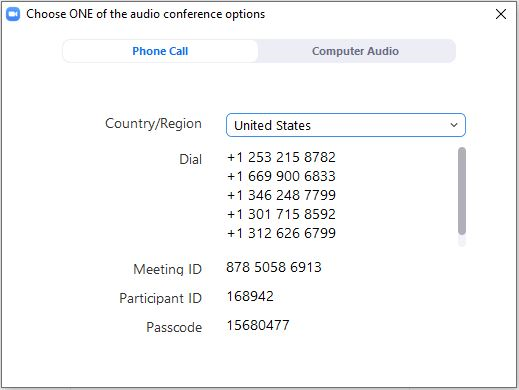 Choose ONE of the audio conference options
Phone Call Computer Audio
Country/Region United States
Dial +1 253 215 8782
+1 669 900 6833
+1 346 248 7799
+1 301 715 8592
+1 312 626 6799
Meeting ID 878 5058 6913
Participant ID 168942
Passcode 15680477